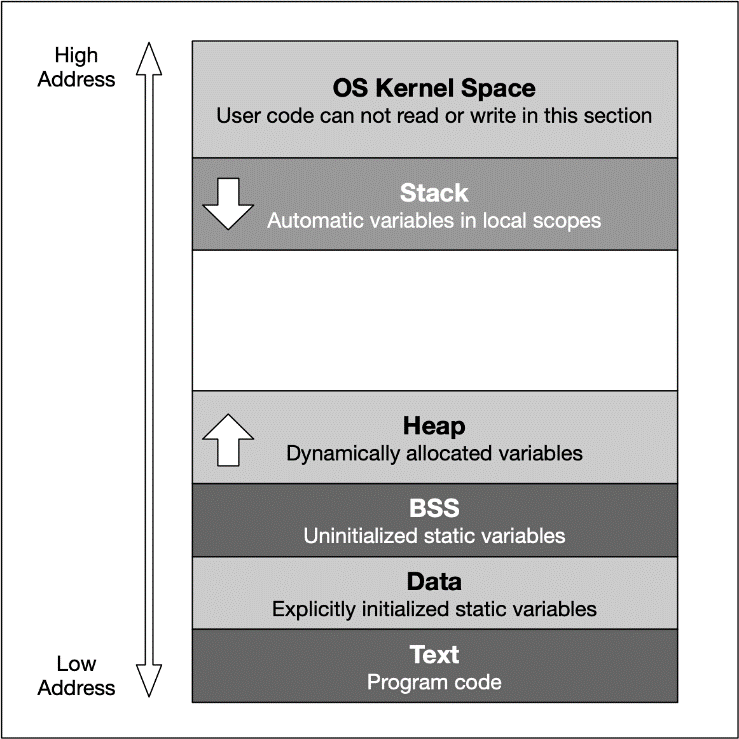 High
Address
OS Kernel Space
User code can not read or write in this section
Stack
Automatic variables in local scopes
Heap
Dynamically allocated variables
BSS
Uninitialized static variables
Data
Explicitly initialized static variables
Text
Program code
Low
Address